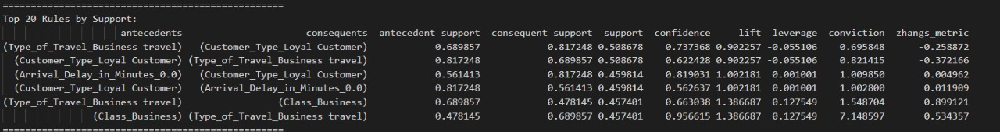 ==================================================
Top 20 Rules by Support:
antecedents consequents antecedent support consequent support support confidence lift leverage conviction zhangs_metric
(Type_of_Travel_Business travel) (Customer_Type_Loyal Customer) 0.689857 0.817248 0.508678 0.737368 0.902257 -0.055106 0.695848 -0.258872
(Customer_Type_Loyal Customer) (Type_of_Travel_Business travel) 0.817248 0.689857 0.508678 0.622428 0.902257 -0.055106 0.821415 -0.372166
(Arrival_Delay_in_Minutes_0.0) (Customer_Type_Loyal Customer) 0.561413 0.817248 0.459814 0.819031 1.002181 0.001001 1.009850 0.004962
(Customer_Type_Loyal Customer) (Arrival_Delay_in_Minutes_0.0) 0.817248 0.561413 0.459814 0.562637 1.002181 0.001001 1.002800 0.011909
(Type_of_Travel_Business travel) (Class_Business) 0.689857 0.478145 0.457401 0.663038 1.386687 0.127549 1.548704 0.899121
(Class_Business) (Type_of_Travel_Business travel) 0.478145 0.689857 0.457401 0.956615 1.386687 0.127549 7.148597 0.534357
==================================================